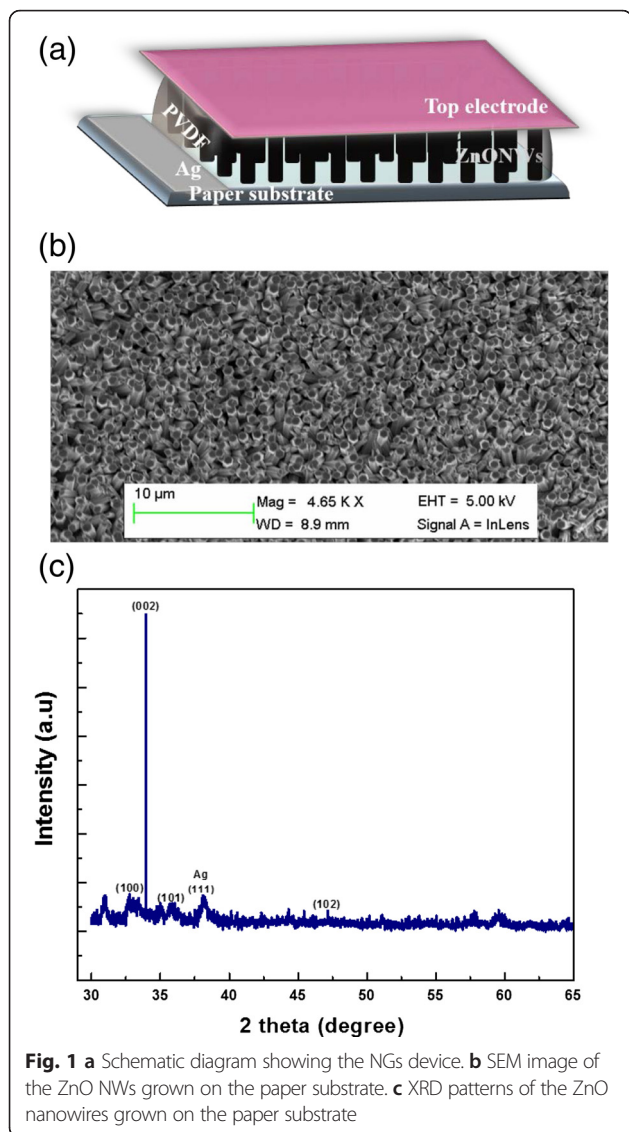 (a)
Top electrode
PVDF
ZnONWs
Ag
Paper substrate
(b)
10 µm
Mag = 4.65 K X
EHT = 5.00 kV
WD = 8.9 mm
Signal A = InLens
(c)
(002)
Ag
(100)
(101)
(111)
(102)
Intensity (a.u)
30 35 40 45 50 55 60 65
2 theta (degree)
Fig. 1 a Schematic diagram showing the NGs device. b SEM image of
the ZnO NWs grown on the paper substrate. c XRD patterns of the ZnO
nanowires grown on the paper substrate